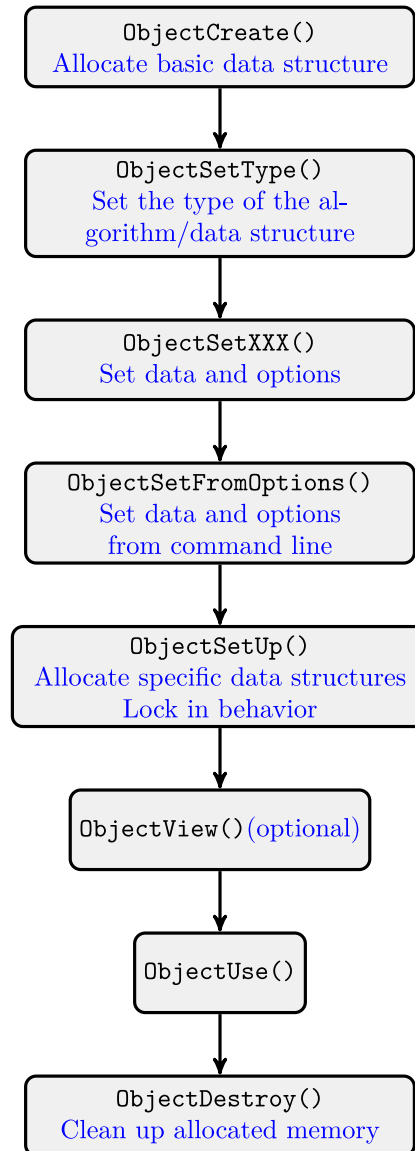 ObjectCreate()
Allocate basic data structure
ObjectSetType()
Set the type of the al-
gorithm/data structure
ObjectSetXXX()
Set data and options
ObjectSetFromOptions()
Set data and options
from command line
ObjectSetUp()
Allocate specific data structures
Lock in behavior
ObjectView()(optional)
ObjectUse()
ObjectDestroy()
Clean up allocated memory